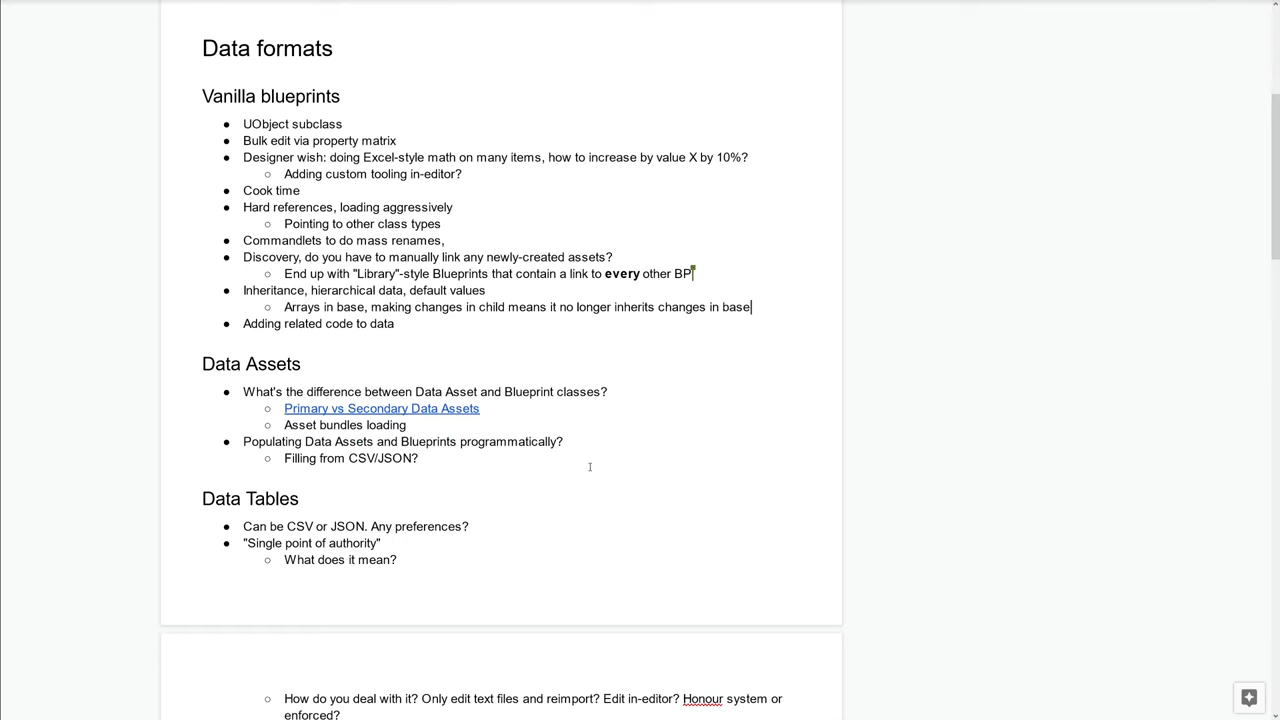 Data formats
Vanilla blueprints
● UObject subclass
● Bulk edit via property matrix
● Designer wish: doing Excel-style math on many items, how to increase by value X by 10%?
○ Adding custom tooling in-editor?
● Cook time
● Hard references, loading aggressively
○ Pointing to other class types
● Commandlets to do mass renames,
● Discovery, do you have to manually link any newly-created assets?
○ End up with "Library"-style Blueprints that contain a link to every other BP
● Inheritance, hierarchical data, default values
○ Arrays in base, making changes in child means it no longer inherits changes in base
● Adding related code to data
Data Assets
● What's the difference between Data Asset and Blueprint classes?
○ Primary vs Secondary Data Assets
○ Asset bundles loading
● Populating Data Assets and Blueprints programmatically?
○ Filling from CSV/JSON?
Data Tables
● Can be CSV or JSON. Any preferences?
● "Single point of authority"
○ What does it mean?
○ How do you deal with it? Only edit text files and reimport? Edit in-editor? Honour system or
enforced?